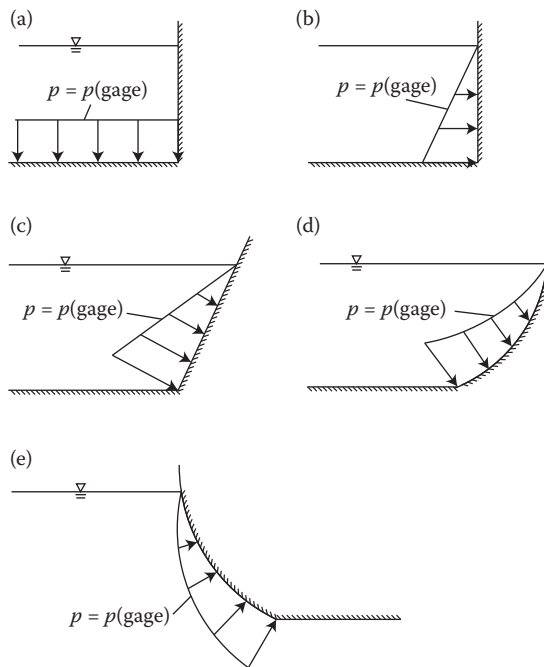 (a)
p = p(gage)
(b)
p = p(gage)
(c)
p = p(gage)
(d)
p = p(gage)
(e)
p = p(gage)